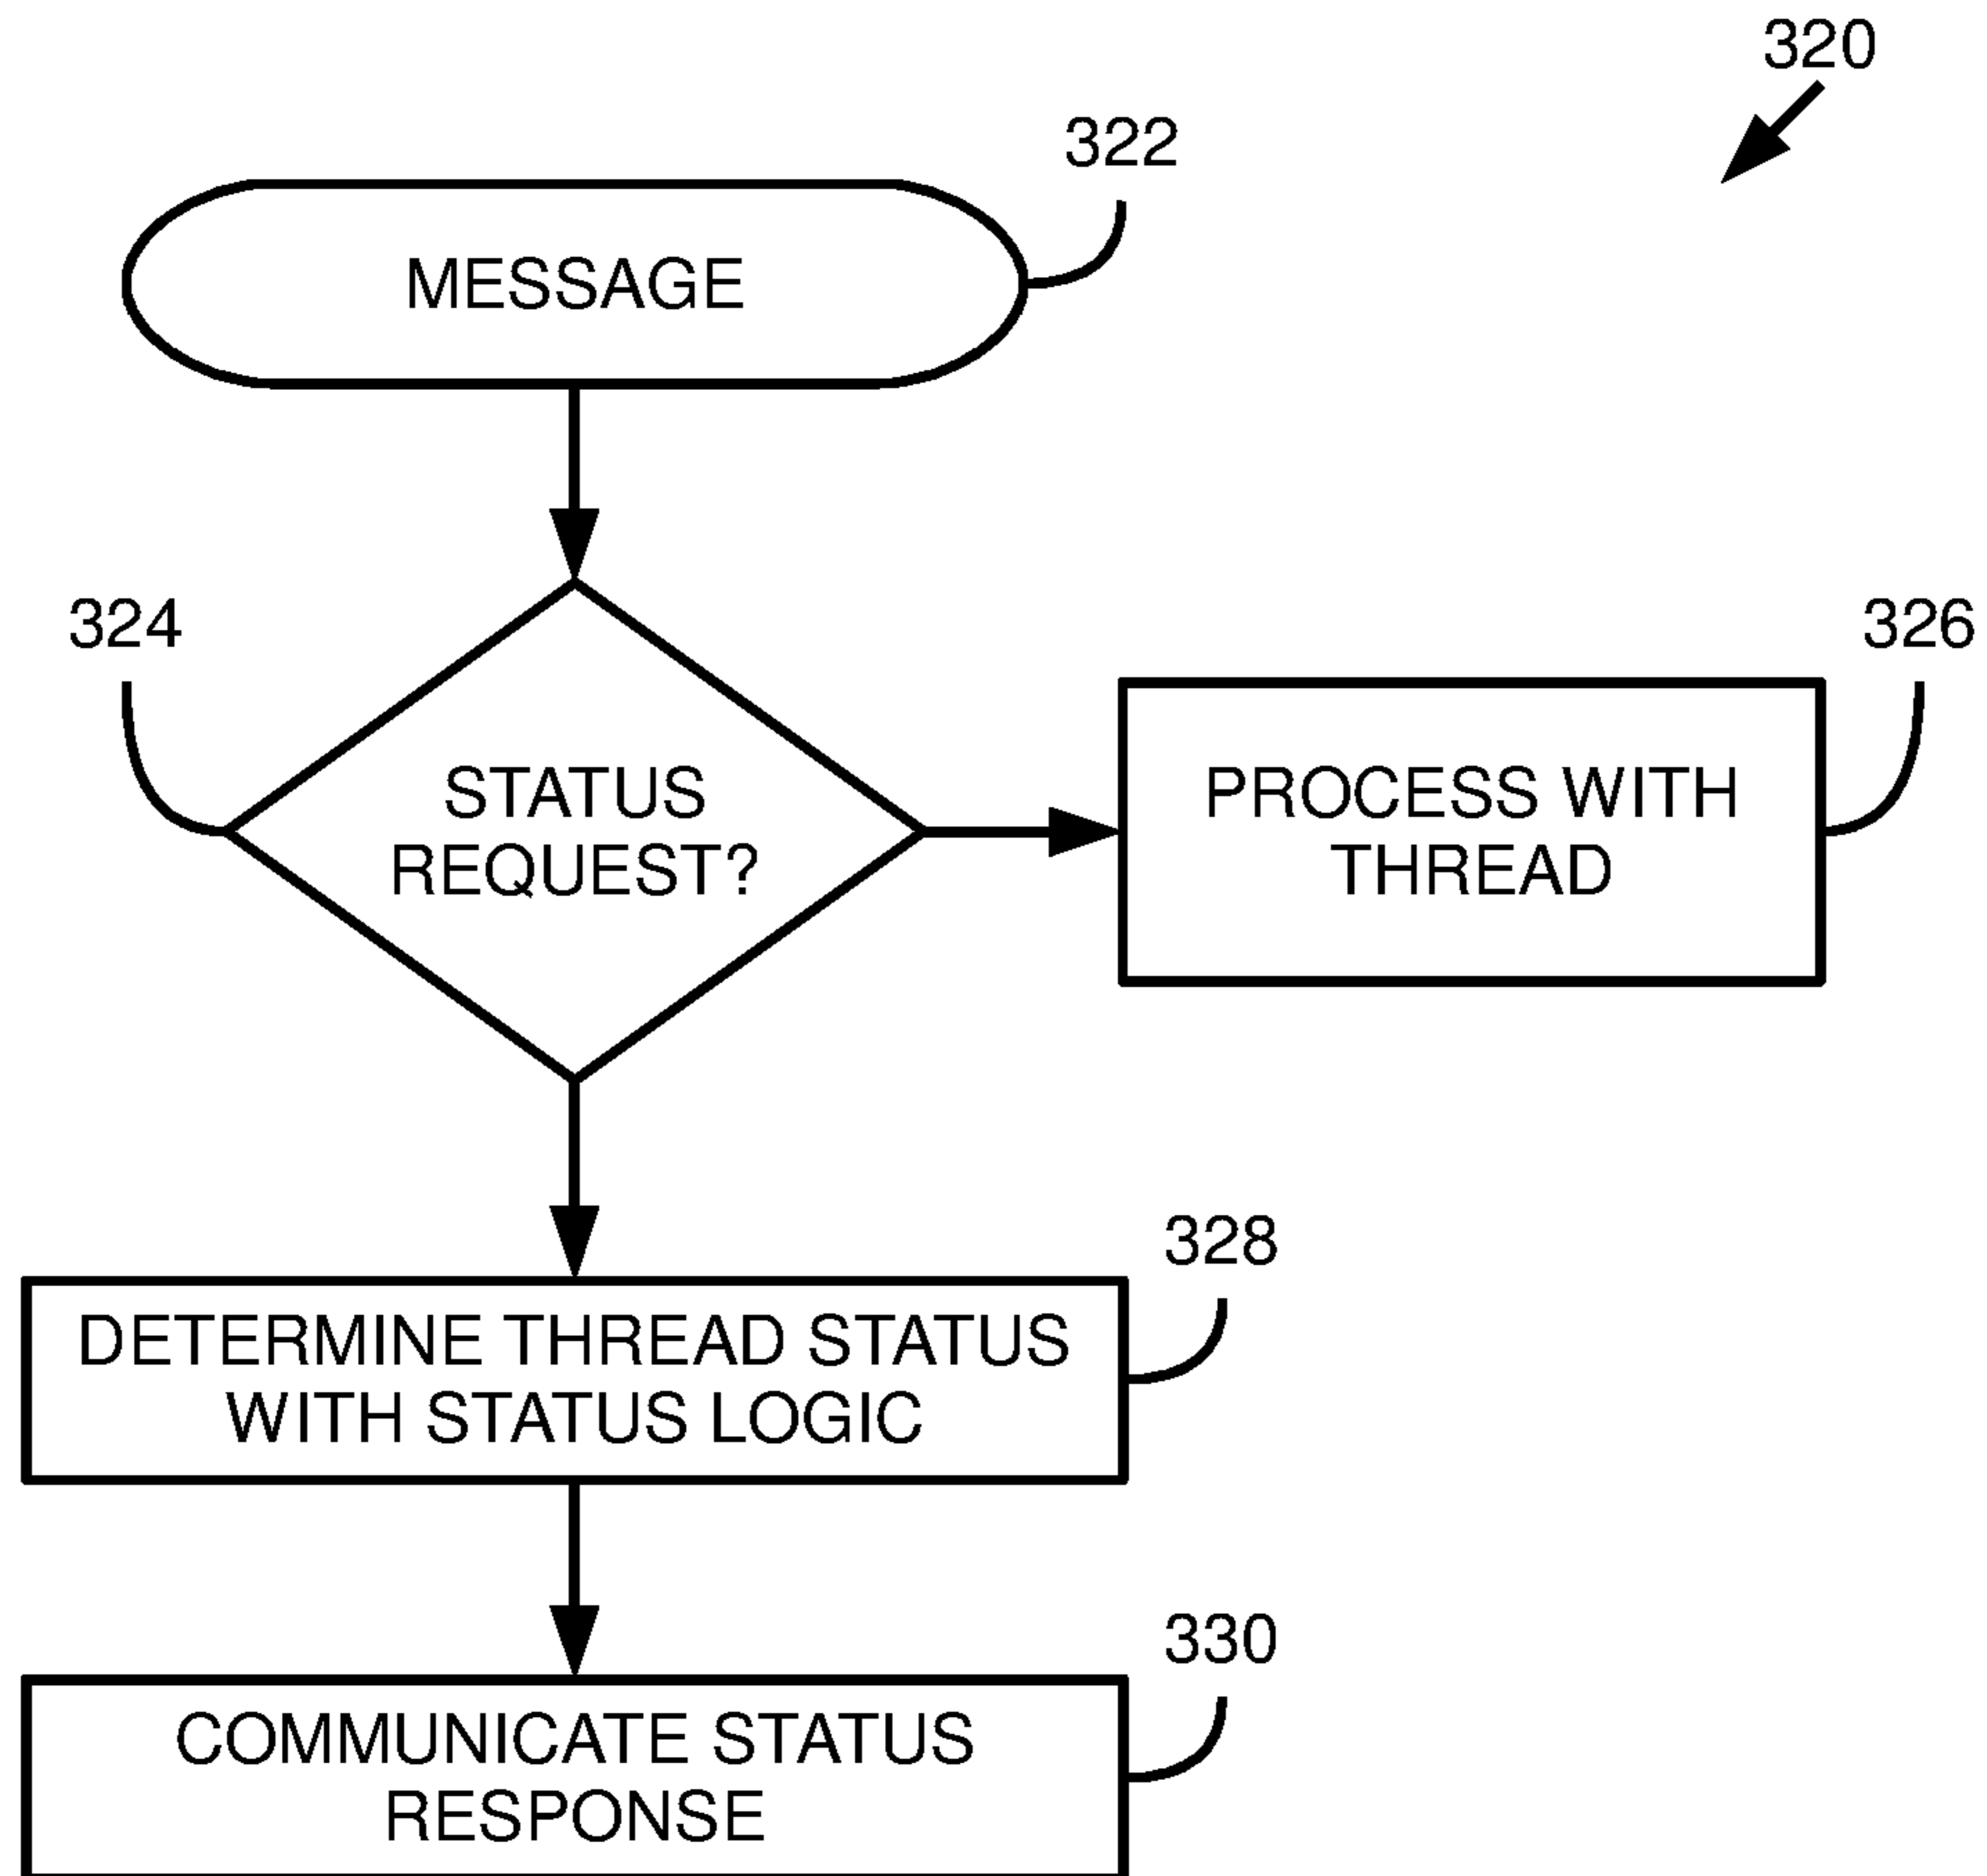 320
322
MESSAGE
324
326
STATUS
REQUEST?
PROCESS WITH
THREAD
328
DETERMINE THREAD STATUS
WITH STATUS LOGIC
330
COMMUNICATE STATUS
RESPONSE